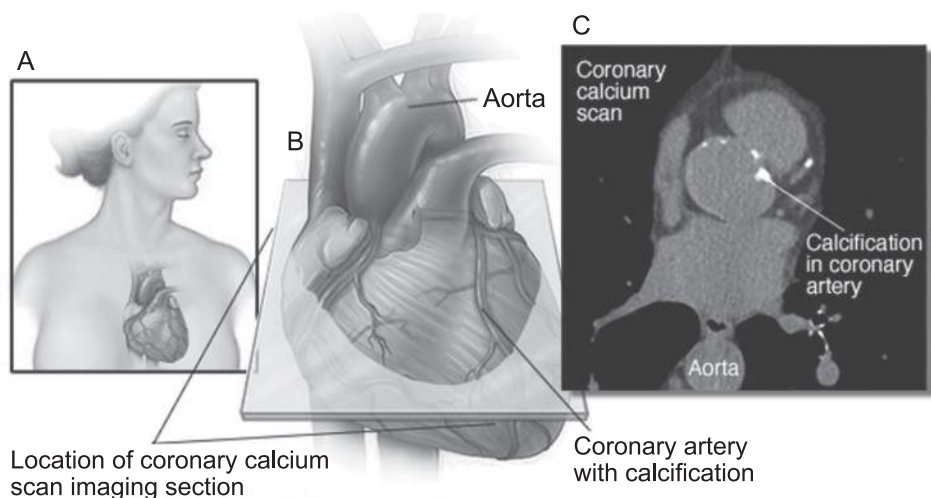 A
B
C
Aorta
Coronary
calcium
scan
Calcification
in coronary
artery
Aorta
Location of coronary calcium
scan imaging section
Coronary artery
with calcification